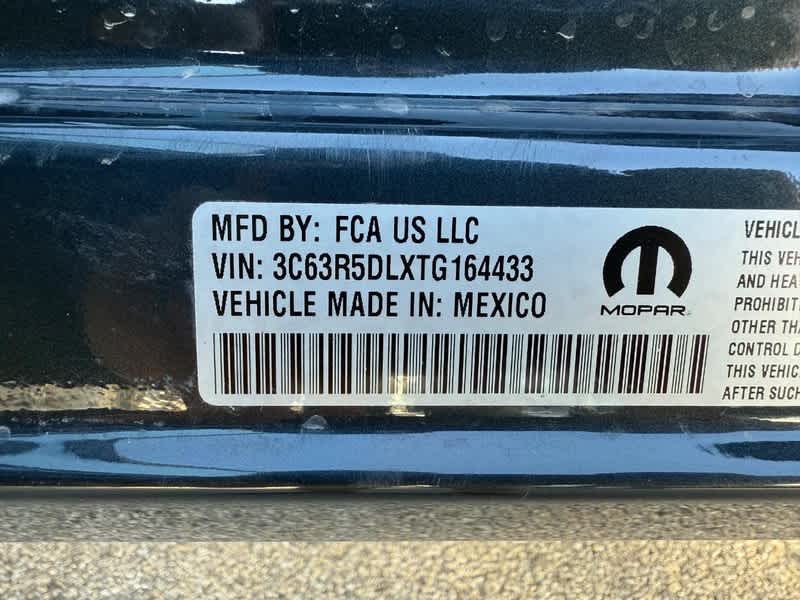 MFD BY: FCA US LLC
VIN: 3C63R5DLXTG164433
VEHICLE MADE IN: MEXICO
MOPAR
VEHICL
THIS VEH
AND HEA
PROHIBIT
OTHER THA
CONTROL D
THIS VEHIC
AFTER SUCH